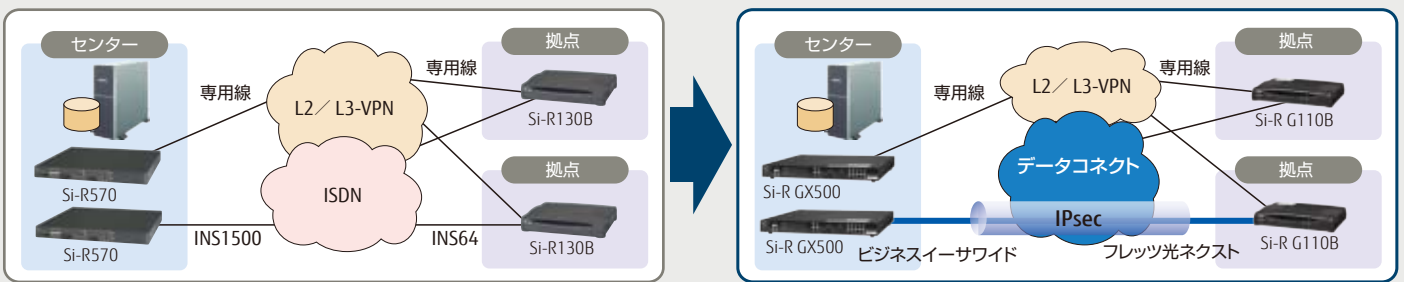 センター
拠点
専用線
専用線
L2／L3-VPN
Si-R130B
Si-R570
ISDN
拠点
Si-R570
INS1500
INS64
Si-R130B
センター
拠点
専用線
専用線
L2／L3-VPN
Si-R G110B
データコネクト
拠点
Si-R GX500
IPsec
Si-R GX500
ビジネスイーサワイド
フレッツ光ネクスト
Si-R G110B